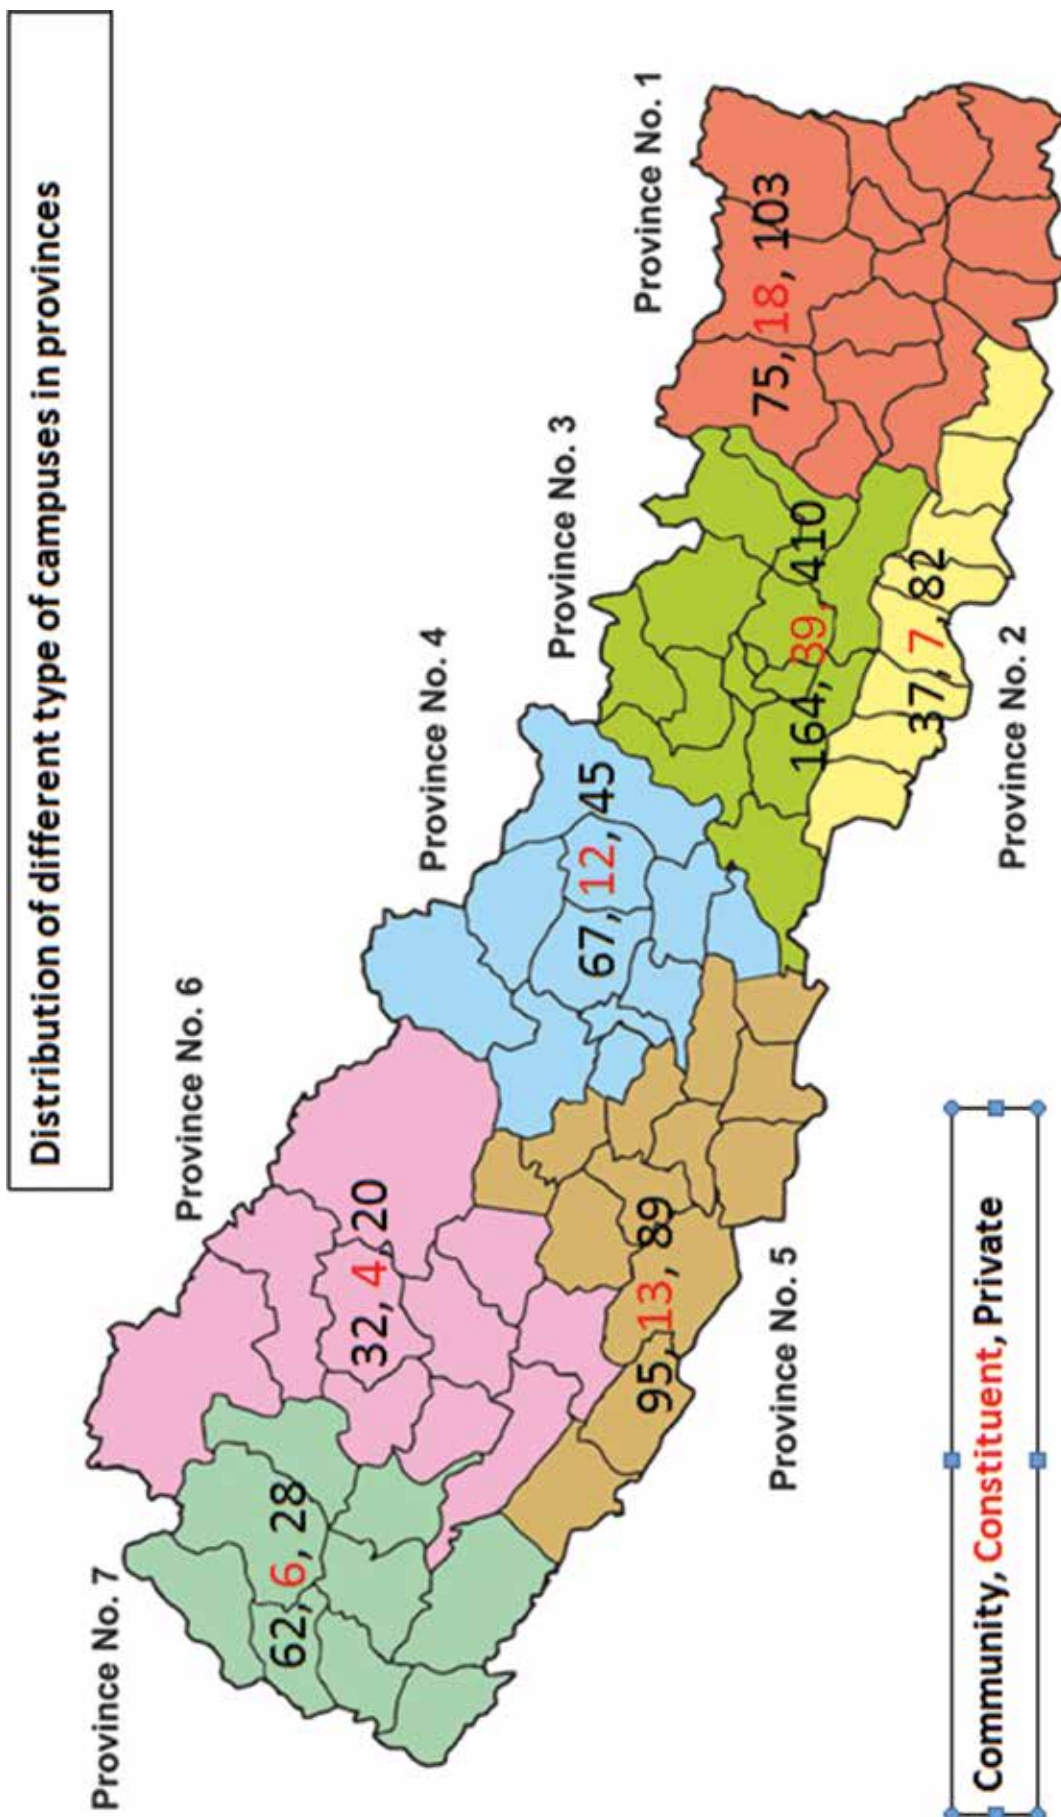 Distribution of different type of campuses in provinces
Province No. 7
62, 6, 28
Province No. 6
32, 4, 20
Province No. 4
67, 12, 45
Province No. 3
164, 39, 410
Province No. 1
75, 18, 103
Province No. 5
95, 13, 89
Province No. 2
37, 7, 82
Community, Constituent, Private